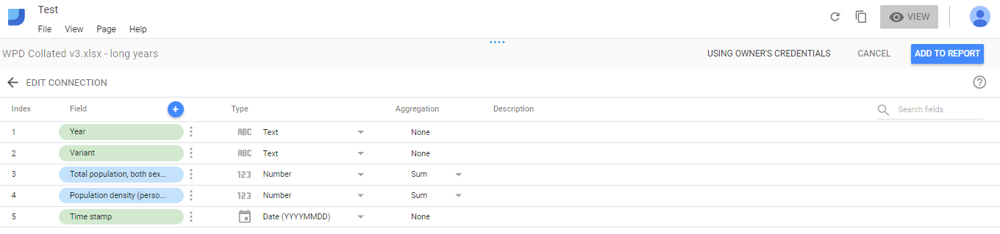 Test
File View Page Help
VIEW
WPD Collated v3.xlsx - long years USING OWNER'S CREDENTIALS CANCEL ADD TO REPORT
EDIT CONNECTION
Index Field Type Aggregation Description Search fields
1 Year ABC Text None
2 Variant ABC Text None
3 Total population, both sex... 123 Number Sum
4 Population density (perso... 123 Number Sum
5 Time stamp Date (YYYYMMDD) None